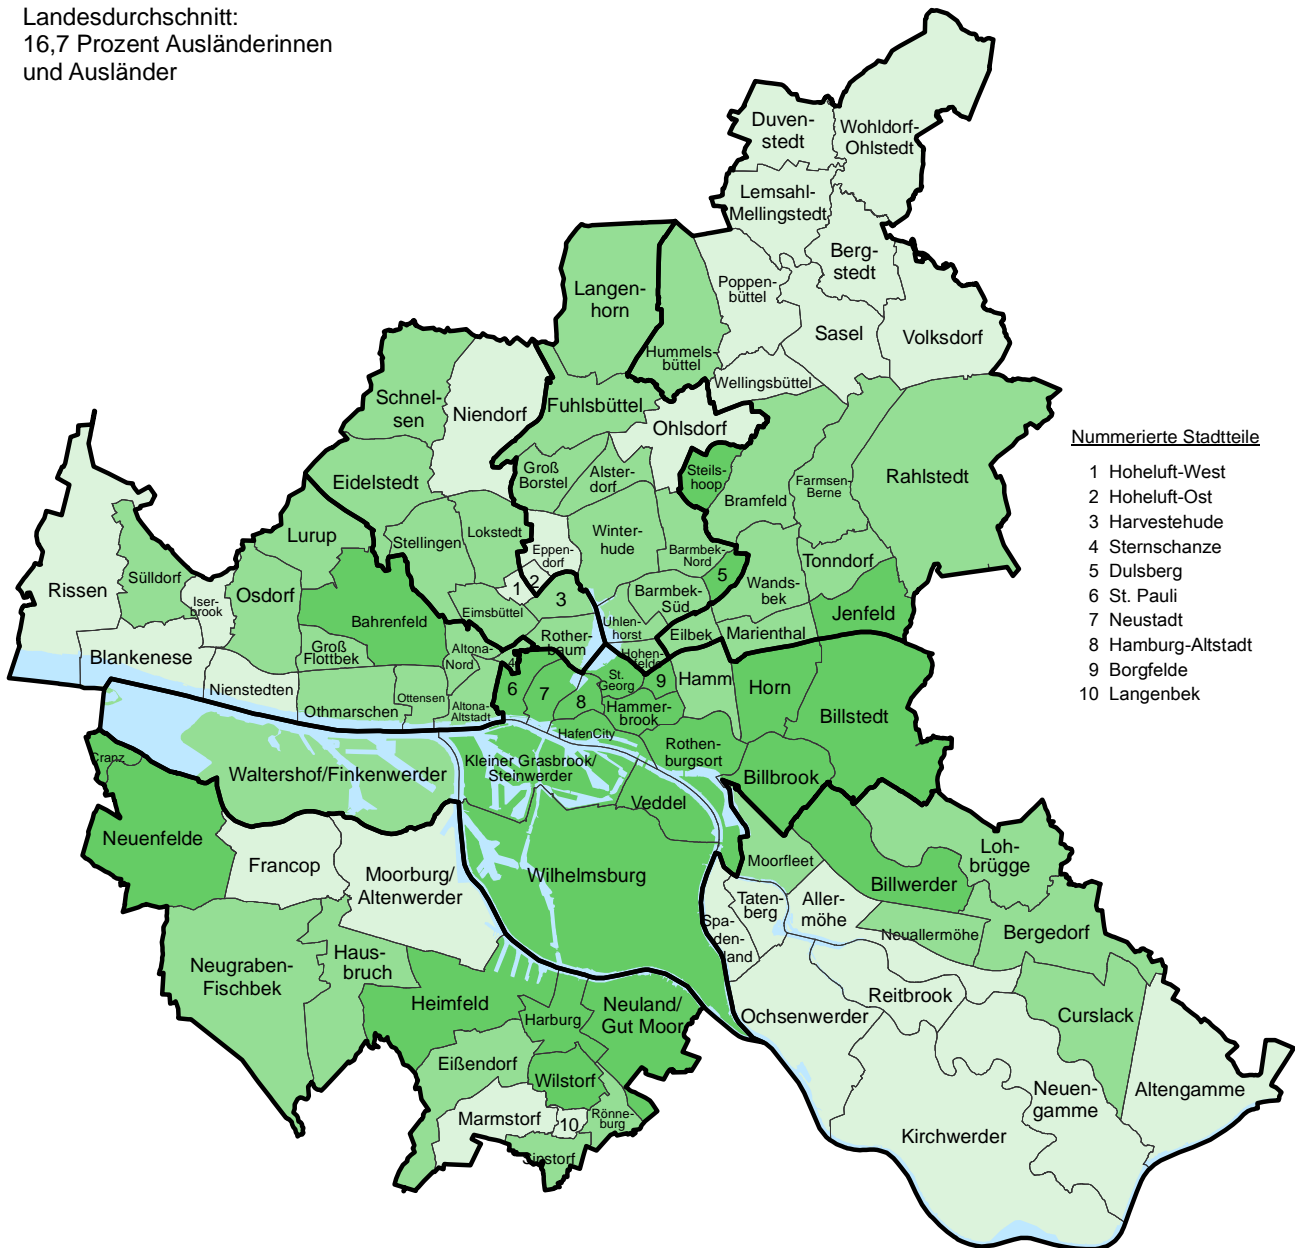 Landesdurchschnitt:
16,7 Prozent Ausländerinnen
und Ausländer
Duven-
stedt
Wohldorf-
Ohlstedt
Lemsahl-
Mellingstedt
Berg-
stedt
Poppen-
büttel
Sasel
Volksdorf
Langen-
horn
Hummels-
büttel
Wellingsbüttel
Schnel-
sen
Niendorf
Fuhlsbüttel
Ohlsdorf
Eidelstedt
Groß
Borstel
Alster-
dorf
Steils-
hoop
Bramfeld
Farmsen-
Berne
Rahlstedt
Nummerierte Stadtteile
1 Hoheluft-West
2 Hoheluft-Ost
3 Harvestehude
4 Sternschanze
5 Dulsberg
6 St. Pauli
7 Neustadt
8 Hamburg-Altstadt
9 Borgfelde
10 Langenbek
Lurup
Stellingen
Lokstedt
Eppen-
dorf
Winter-
hude
Barmbek-
Nord
5
Tonndorf
Wands-
bek
Rissen
Sülldorf
Iser-
brook
Osdorf
Bahrenfeld
Eimsbüttel
1
2
3
Barmbek-
Süd
Uhlen-
horst
Jenfeld
Eilbek
Marienthal
Blankenese
Groß
Flottbek
Altona-
Nord
Rother-
baum
4
Hohen-
felde
Nienstedten
Othmarschen
Ottensen
Altona-
Altstadt
6
7
8
St.
Georg
9
Hamm
Horn
Billstedt
Hammer-
brook
HafenCity
Rothen-
burgsort
Billbrook
Cranz
Waltershof/Finkenwerder
Kleiner Grasbrook/
Steinwerder
Veddel
Neuenfelde
Francop
Moorburg/
Altenwerder
Wilhelmsburg
Moorfleet
Billwerder
Loh-
brügge
Taten-
berg
Aller-
möhe
Spa-
den-
land
Neuallermöhe
Bergedorf
Neugraben-
Fischbek
Haus-
bruch
Heimfeld
Harburg
Neuland/
Gut Moor
Ochsenwerder
Reitbrook
Curslack
Eißendorf
Wilstorf
Neuen-
gamme
Altengamme
Marmstorf
10
Rönne-
burg
Sinstorf
Kirchwerder